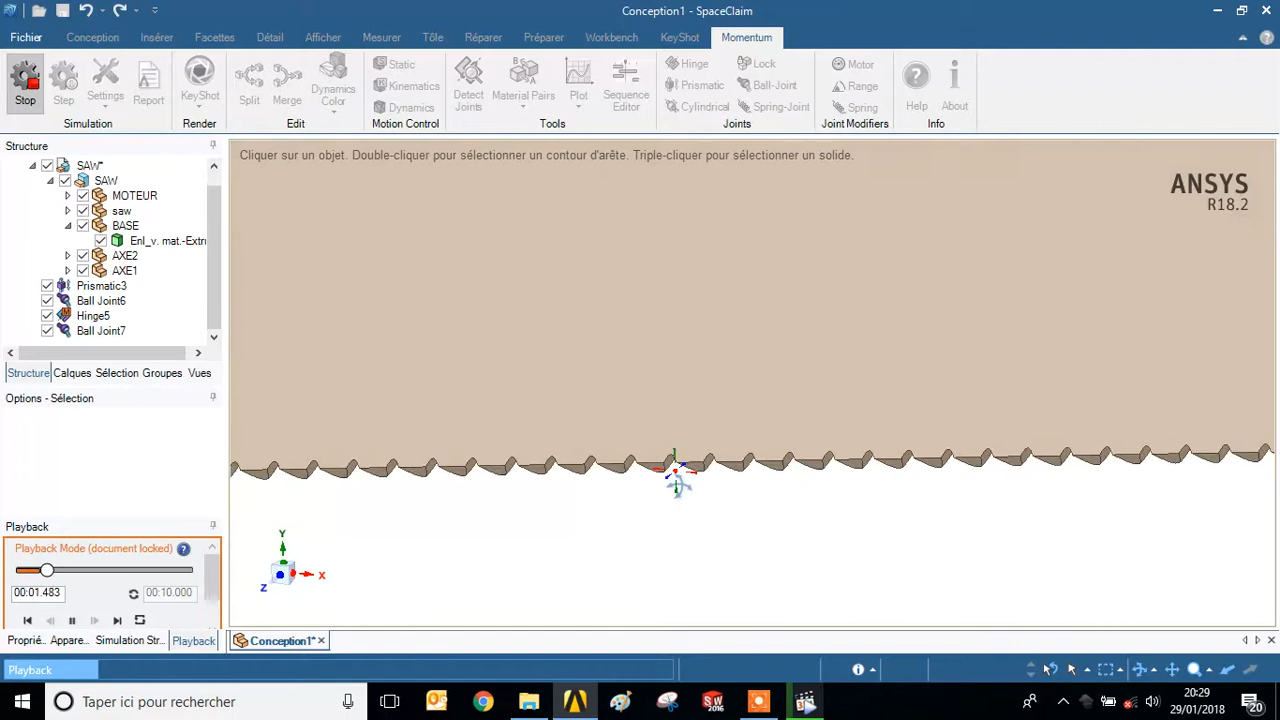 Conception1 - SpaceClaim
Fichier Conception Insérer Facettes Détail Afficher Mesurer Tôle Réparer Préparer Workbench KeyShot Momentum
Stop Step Settings Report
Simulation
KeyShot
Render
Split Merge Dynamics Color
Edit
Static
Kinematics
Dynamics
Motion Control
Detect Joints Material Pairs Plot Sequence Editor
Tools
Hinge Lock
Prismatic Ball-Joint
Cylindrical Spring-Joint
Joints
Motor
Range
Spring
Joint Modifiers
Help About
Info
Structure
SAW*
SAW
MOTEUR
saw
BASE
Enl_v. mat.-Extru
AXE2
AXE1
Prismatic3
Ball Joint6
Hinge5
Ball Joint7
Structure Calques Sélection Groupes Vues
Options - Sélection
Playback
Playback Mode (document locked) ?
00:01.483 00:10.000
Proprié... Appare... Simulation Str... Playback
Cliquer sur un objet. Double-cliquer pour sélectionner un contour d'arête. Triple-cliquer pour sélectionner un solide.
ANSYS
R18.2
Y
X
Z
Conception1*
Playback
Taper ici pour rechercher
20:29
29/01/2018
20